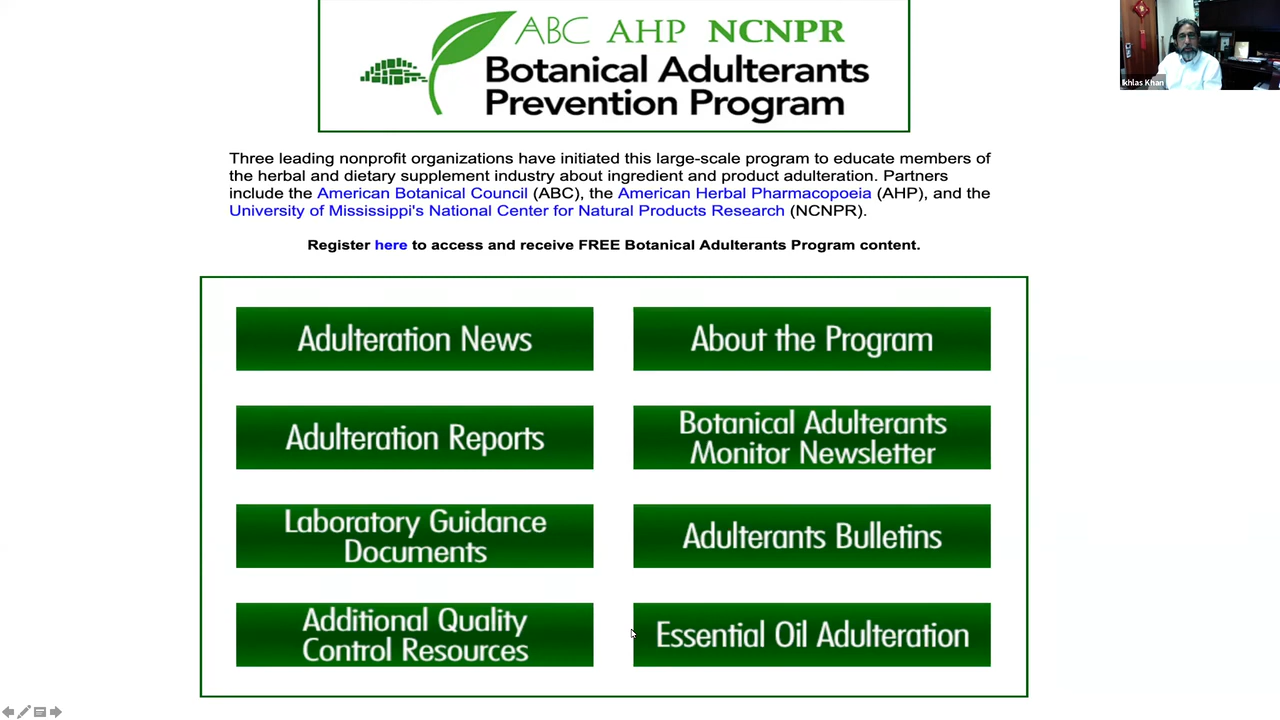 ABC AHP NCNPR
Botanical Adulterants
Prevention Program
Ikhlas Khan
Three leading nonprofit organizations have initiated this large-scale program to educate members of
the herbal and dietary supplement industry about ingredient and product adulteration. Partners
include the American Botanical Council (ABC), the American Herbal Pharmacopoeia (AHP), and the
University of Mississippi's National Center for Natural Products Research (NCNPR).
Register here to access and receive FREE Botanical Adulterants Program content.
Adulteration News
About the Program
Adulteration Reports
Botanical Adulterants
Monitor Newsletter
Laboratory Guidance
Documents
Adulterants Bulletins
Additional Quality
Control Resources
Essential Oil Adulteration